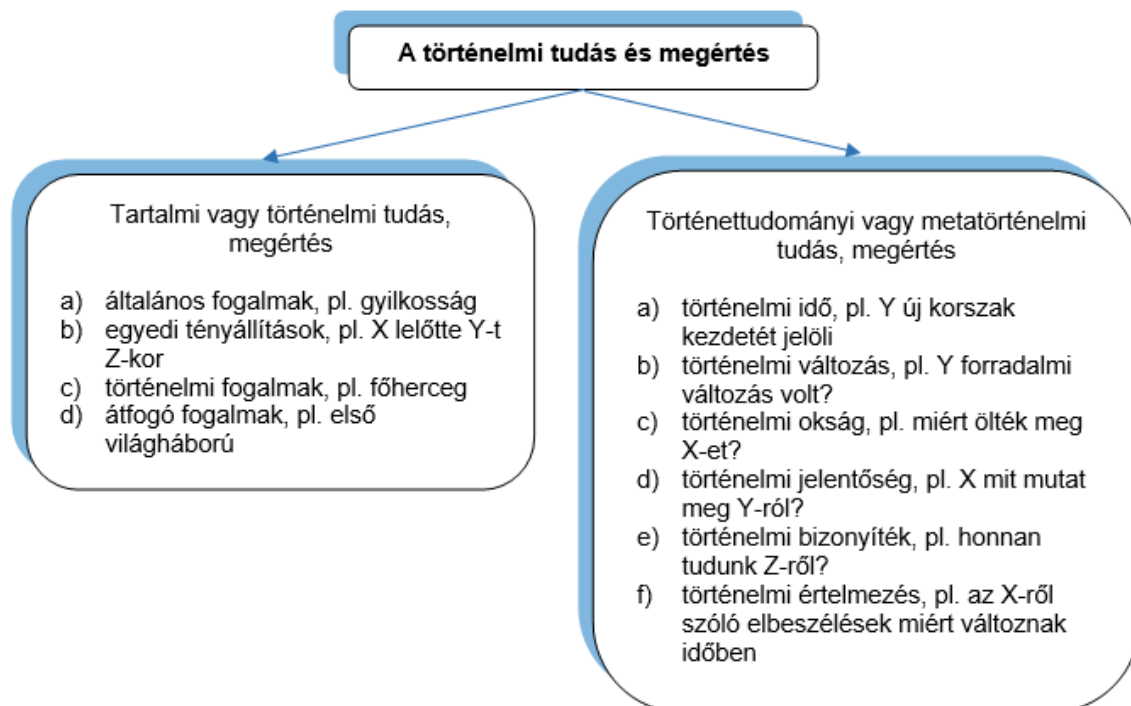 A történelmi tudás és megértés
Tartalmi vagy történelmi tudás,
megértés
a) általános fogalmak, pl. gyilkosság
b) egyedi tényállítások, pl. X lelőtte Y-t
Z-kor
c) történelmi fogalmak, pl. főherceg
d) átfogó fogalmak, pl. első
világháború
Történettudományi vagy metatörténelmi
tudás, megértés
a) történelmi idő, pl. Y új korszak
kezdetét jelöli
b) történelmi változás, pl. Y forradalmi
változás volt?
c) történelmi okság, pl. miért ölték meg
X-et?
d) történelmi jelentőség, pl. X mit mutat
meg Y-ról?
e) történelmi bizonyíték, pl. honnan
tudunk Z-ről?
f) történelmi értelmezés, pl. az X-ről
szóló elbeszélések miért változnak
időben